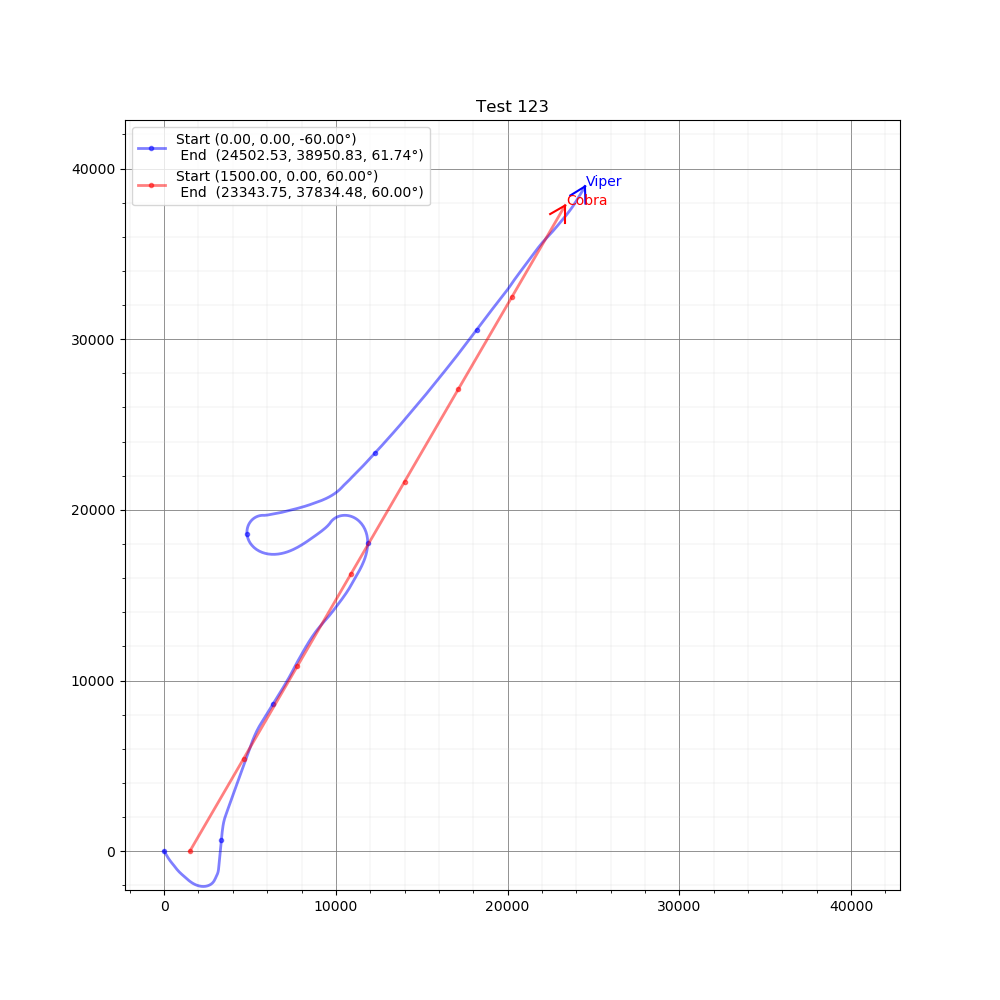 Test 123
Start (0.00, 0.00, -60.00°)
End (24502.53, 38950.83, 61.74°)
Start (1500.00, 0.00, 60.00°)
End (23343.75, 37834.48, 60.00°)
40000
Viper
Cobra
30000
20000
10000
0
0 10000 20000 30000 40000